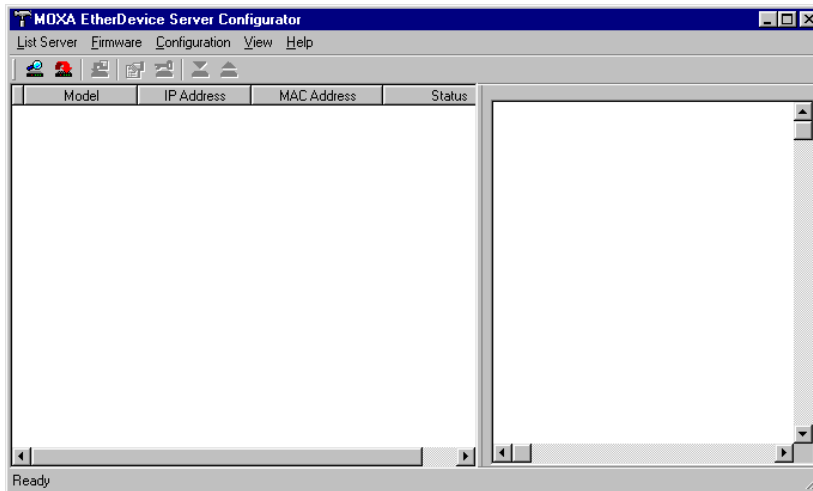 MOXA EtherDevice Server Configurator
List Server Firmware Configuration View Help
Model IP Address MAC Address Status
Ready